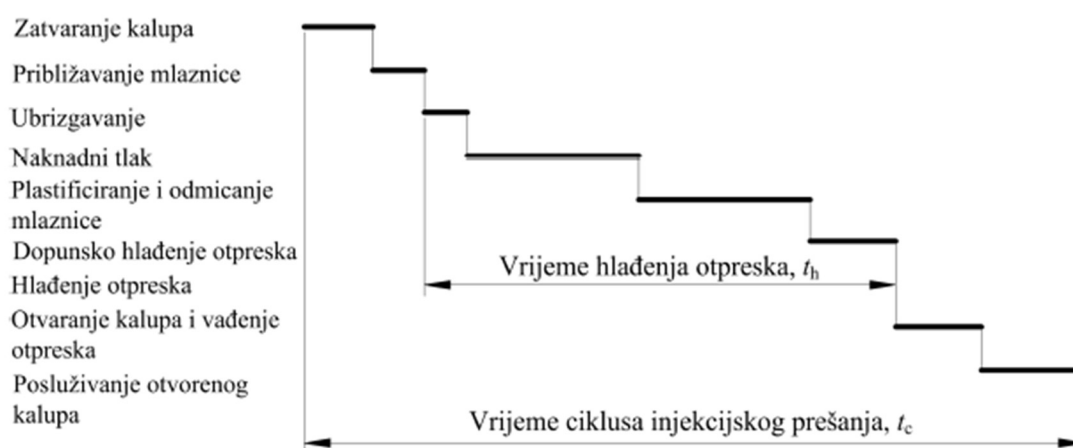 Zatvaranje kalupa
Približavanje mlaznice
Ubrizgavanje
Naknadni tlak
Plastificiranje i odmicanje
mlaznice
Dopunsko hlađenje otpreska
Hlađenje otpreska
Otvaranje kalupa i vađenje
otpreska
Posluživanje otvorenog
kalupa
Vrijeme hlađenja otpreska, th
Vrijeme ciklusa injekcijskog prešanja, tc